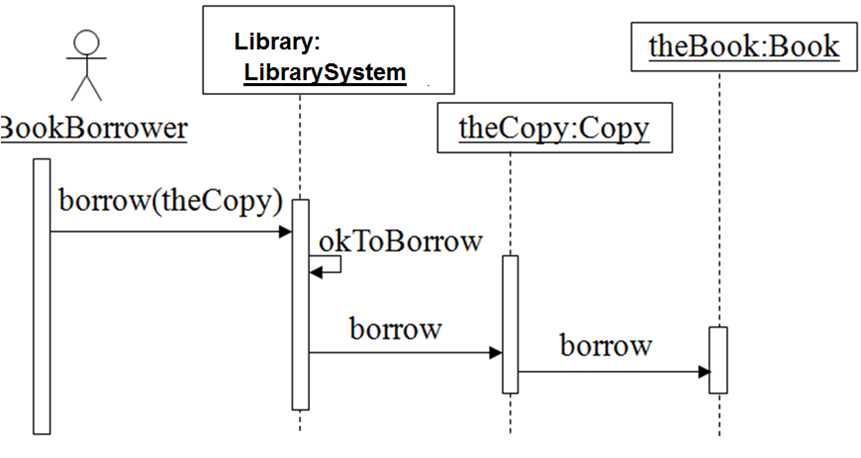 Library:
LibrarySystem
theBook:Book
theCopy:Copy
BookBorrower
borrow(theCopy)
okToBorrow
borrow
borrow